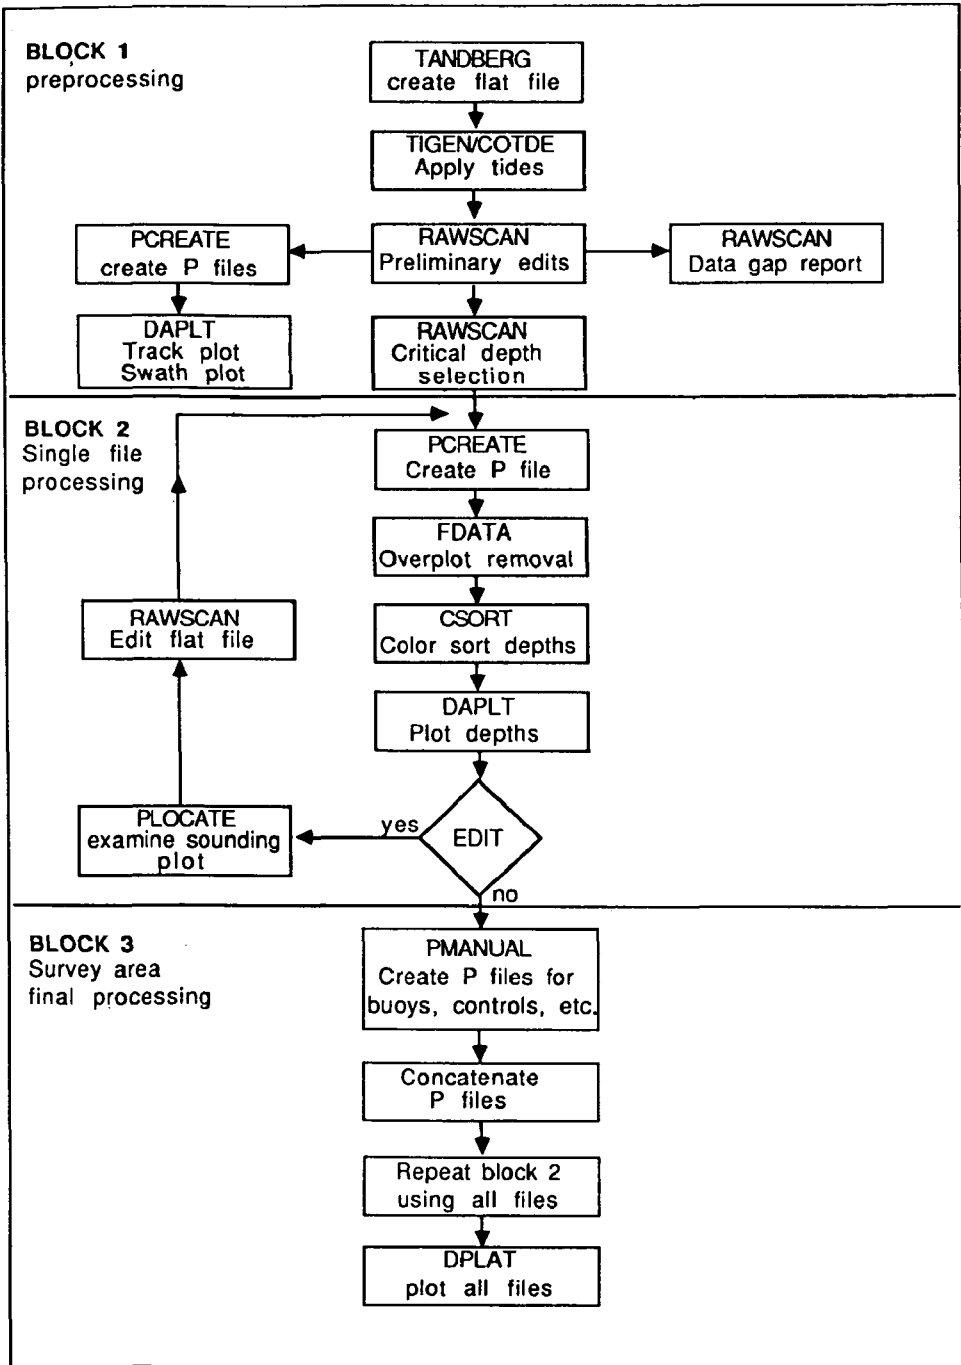 BLOCK 1
preprocessing
TANDBERG
create flat file
TIGEN/COTDE
Apply tides
PCREATE
create P files
RAWSCAN
Preliminary edits
RAWSCAN
Data gap report
DAPLT
Track plot
Swath plot
RAWSCAN
Critical depth
selection
BLOCK 2
Single file
processing
PCREATE
Create P file
FDATA
Overplot removal
CSORT
Color sort depths
RAWSCAN
Edit flat file
DAPLT
Plot depths
EDIT
yes
no
PLOCATE
examine sounding
plot
BLOCK 3
Survey area
final processing
PMANUAL
Create P files for
buoys, controls, etc.
Concatenate
P files
Repeat block 2
using all files
DPLAT
plot all files